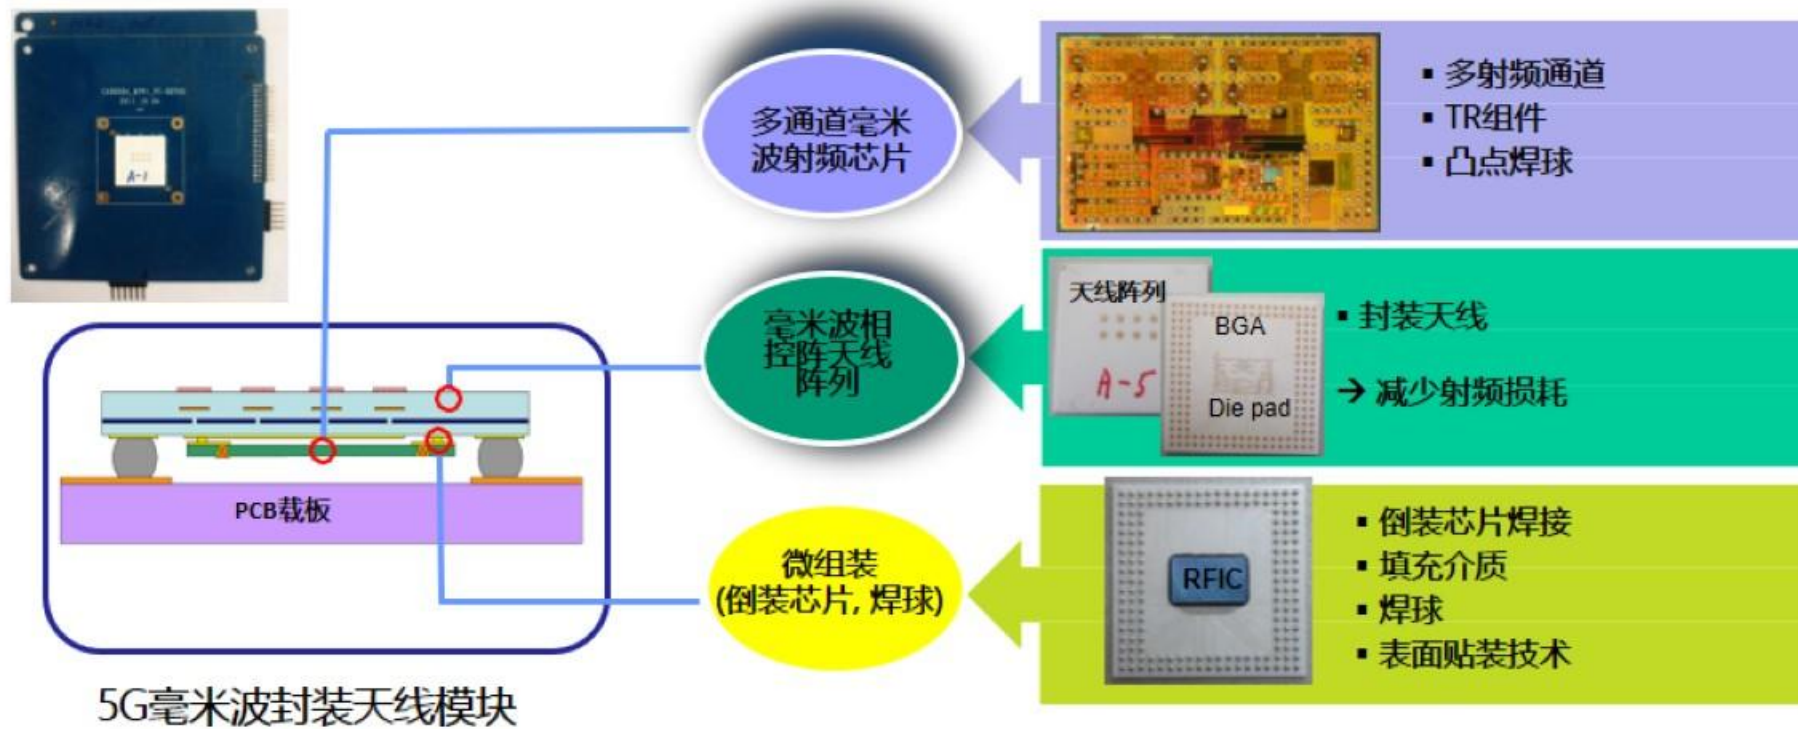 A-1
多通道毫米
波射频芯片
多射频通道
TR组件
凸点焊球
毫米波相
控阵天线
阵列
天线阵列
A-5
BGA
Die pad
封装天线
→ 减少射频损耗
PCB载板
微组装
(倒装芯片, 焊球)
RFIC
倒装芯片焊接
填充介质
焊球
表面贴装技术
5G毫米波封装天线模块